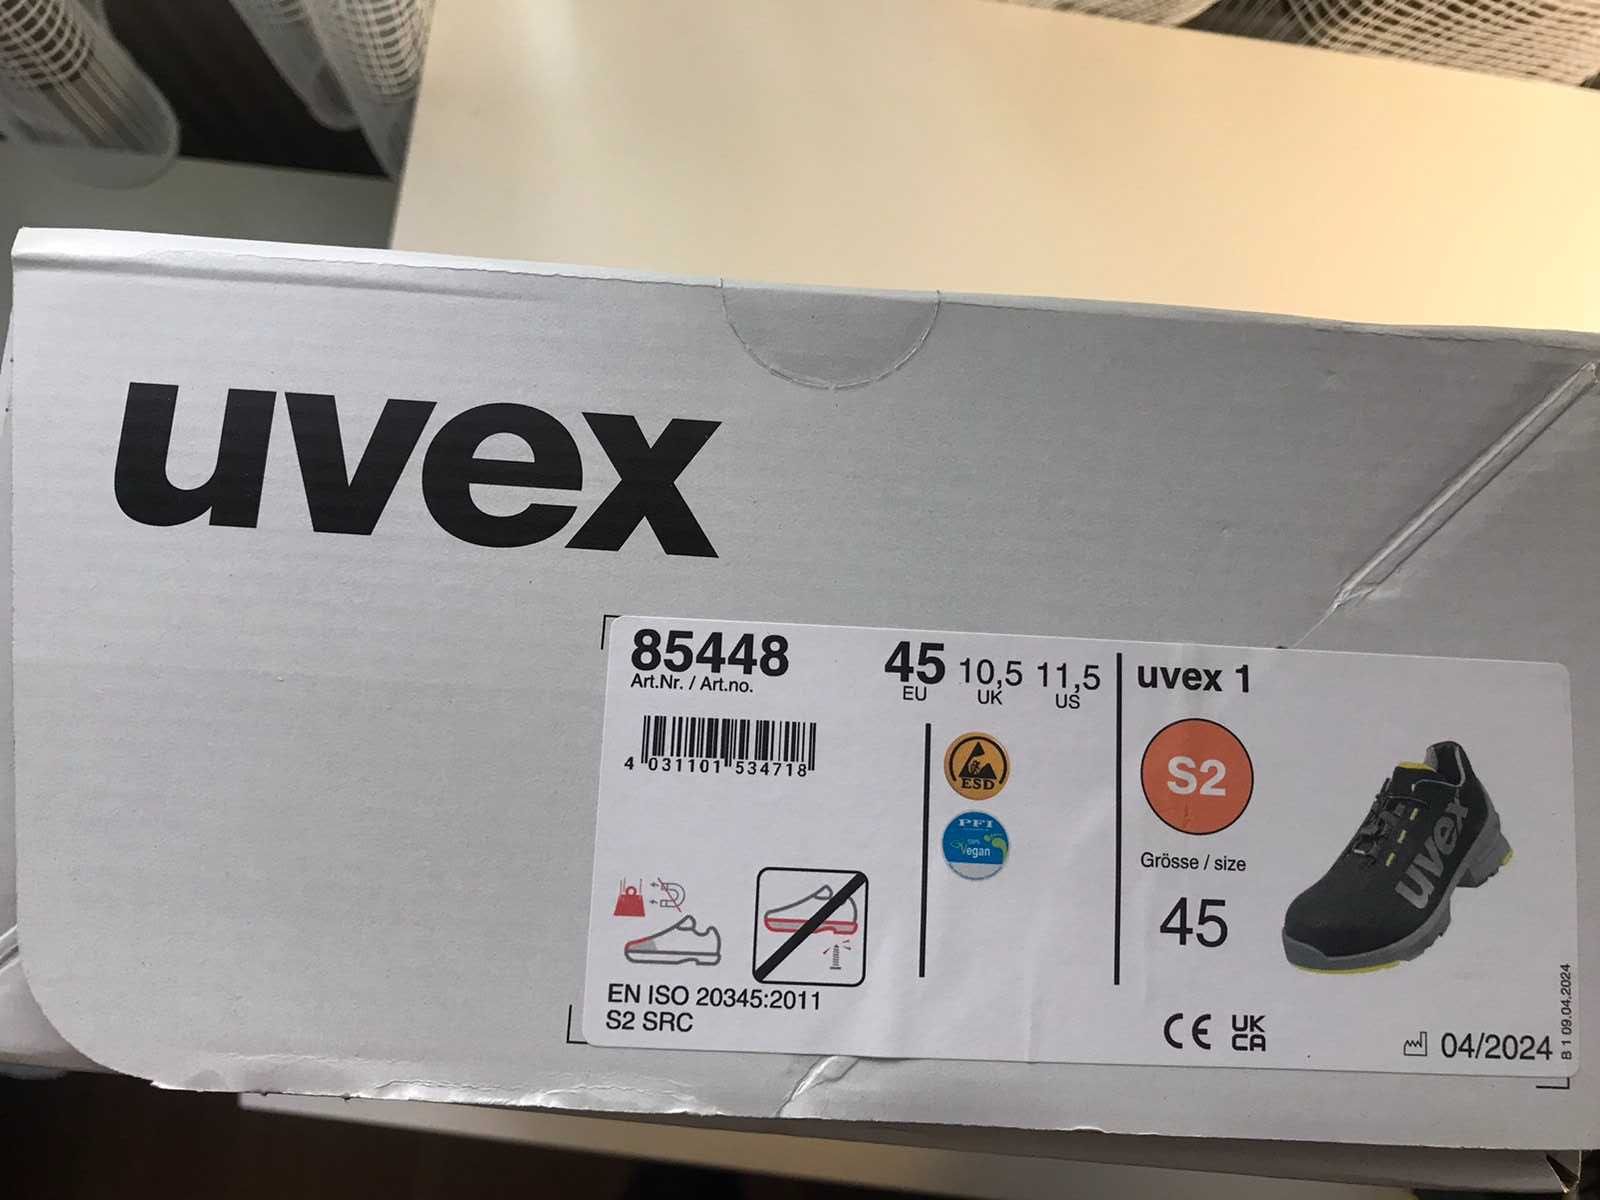 uvex
85448
Art.Nr. / Art.no.
45 10,5 11,5
EU UK US
4 031101 534718
ESD
PFI
100%
Vegan
EN ISO 20345:2011
S2 SRC
uvex 1
S2
Grösse / size
45
uvex
CE UK
CA
04/2024
B 1 09.04.2024